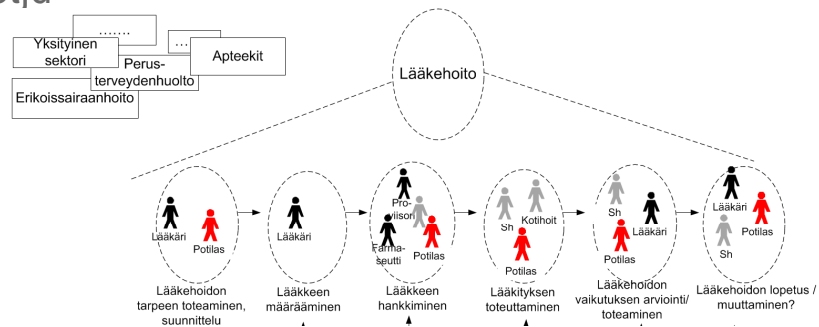 .......
...
Yksityinen
sektori
Perus-
terveydenhuolto
Apteekit
Erikoissairaanhoito
Lääkehoito
Lääkäri
Potilas
Lääkehoidon
tarpeen toteaminen,
suunnittelu
Lääkäri
Lääkkeen
määrääminen
Pro-
viisori
Farma-
seutti
Potilas
Lääkkeen
hankkiminen
Sh
Kotihoit
Potilas
Lääkityksen
toteuttaminen
Sh
Lääkäri
Potilas
Lääkehoidon
vaikutuksen arviointi/
toteaminen
Lääkäri
Potilas
Sh
Lääkehoidon lopetus /
muuttaminen?